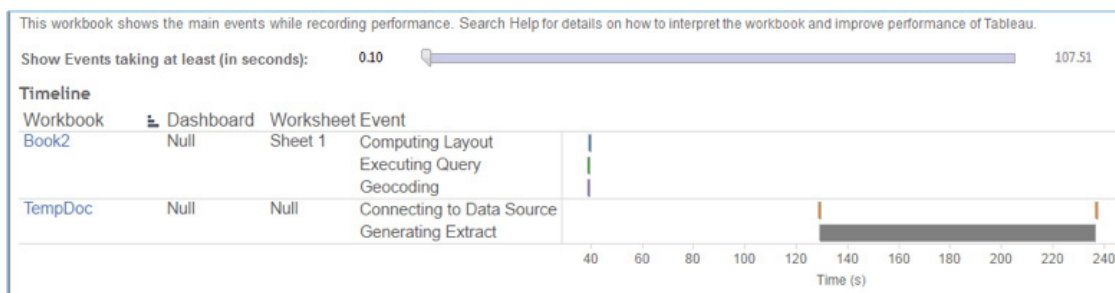 This workbook shows the main events while recording performance. Search Help for details on how to interpret the workbook and improve performance of Tableau.
Show Events taking at least (in seconds): 0.10 107.51
Timeline
Workbook Dashboard Worksheet Event
Book2 Null Sheet 1 Computing Layout
Executing Query
Geocoding
TempDoc Null Null Connecting to Data Source
Generating Extract
40 60 80 100 120 140 160 180 200 220 240
Time (s)